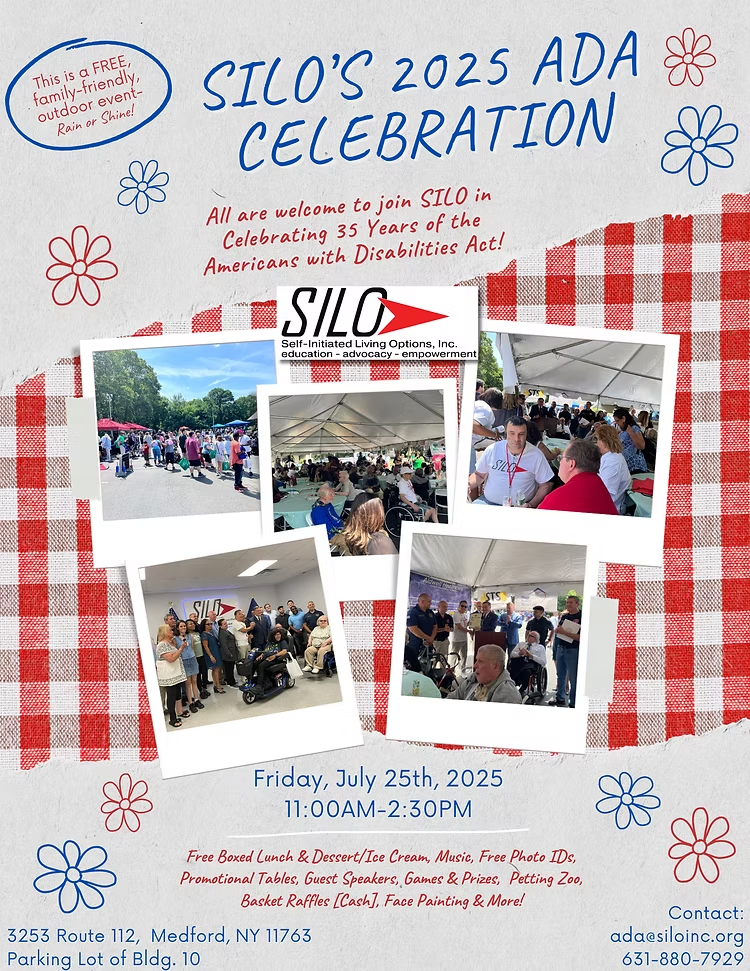 This is a FREE,
family-friendly,
outdoor event-
Rain or Shine!
SILO'S 2025 ADA
CELEBRATION
All are welcome to join SILO in
Celebrating 35 Years of the
Americans with Disabilities Act!
SILO
Self-Initiated Living Options, Inc.
education - advocacy - empowerment
SILO
STS
SILO
Friday, July 25th, 2025
11:00AM-2:30PM
Free Boxed Lunch & Dessert/Ice Cream, Music, Free Photo IDs,
Promotional Tables, Guest Speakers, Games & Prizes, Petting Zoo,
Basket Raffles [Cash], Face Painting & More!
3253 Route 112, Medford, NY 11763
Parking Lot of Bldg. 10
Contact:
ada@siloinc.org
631-880-7929